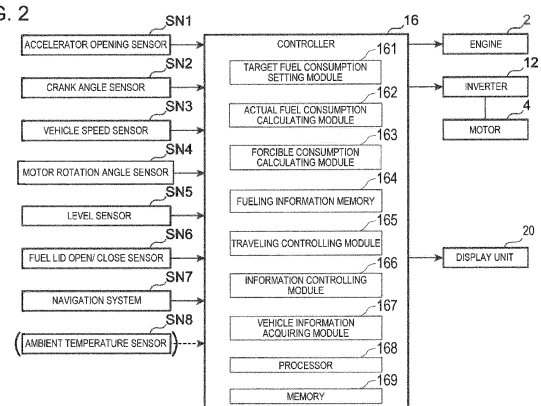 G. 2
SN1
ACCELERATOR OPENING SENSOR
SN2
CRANK ANGLE SENSOR
SN3
VEHICLE SPEED SENSOR
SN4
MOTOR ROTATION ANGLE SENSOR
SN5
LEVEL SENSOR
SN6
FUEL LID OPEN/ CLOSE SENSOR
SN7
NAVIGATION SYSTEM
SN8
(AMBIENT TEMPERATURE SENSOR)
16
CONTROLLER
161
TARGET FUEL CONSUMPTION
SETTING MODULE
162
ACTUAL FUEL CONSUMPTION
CALCULATING MODULE
163
FORCIBLE CONSUMPTION
CALCULATING MODULE
164
FUELING INFORMATION MEMORY
165
TRAVELING CONTROLLING MODULE
166
INFORMATION CONTROLLING
MODULE
167
VEHICLE INFORMATION
ACQUIRING MODULE
168
PROCESSOR
169
MEMORY
2
ENGINE
12
INVERTER
4
MOTOR
20
DISPLAY UNIT